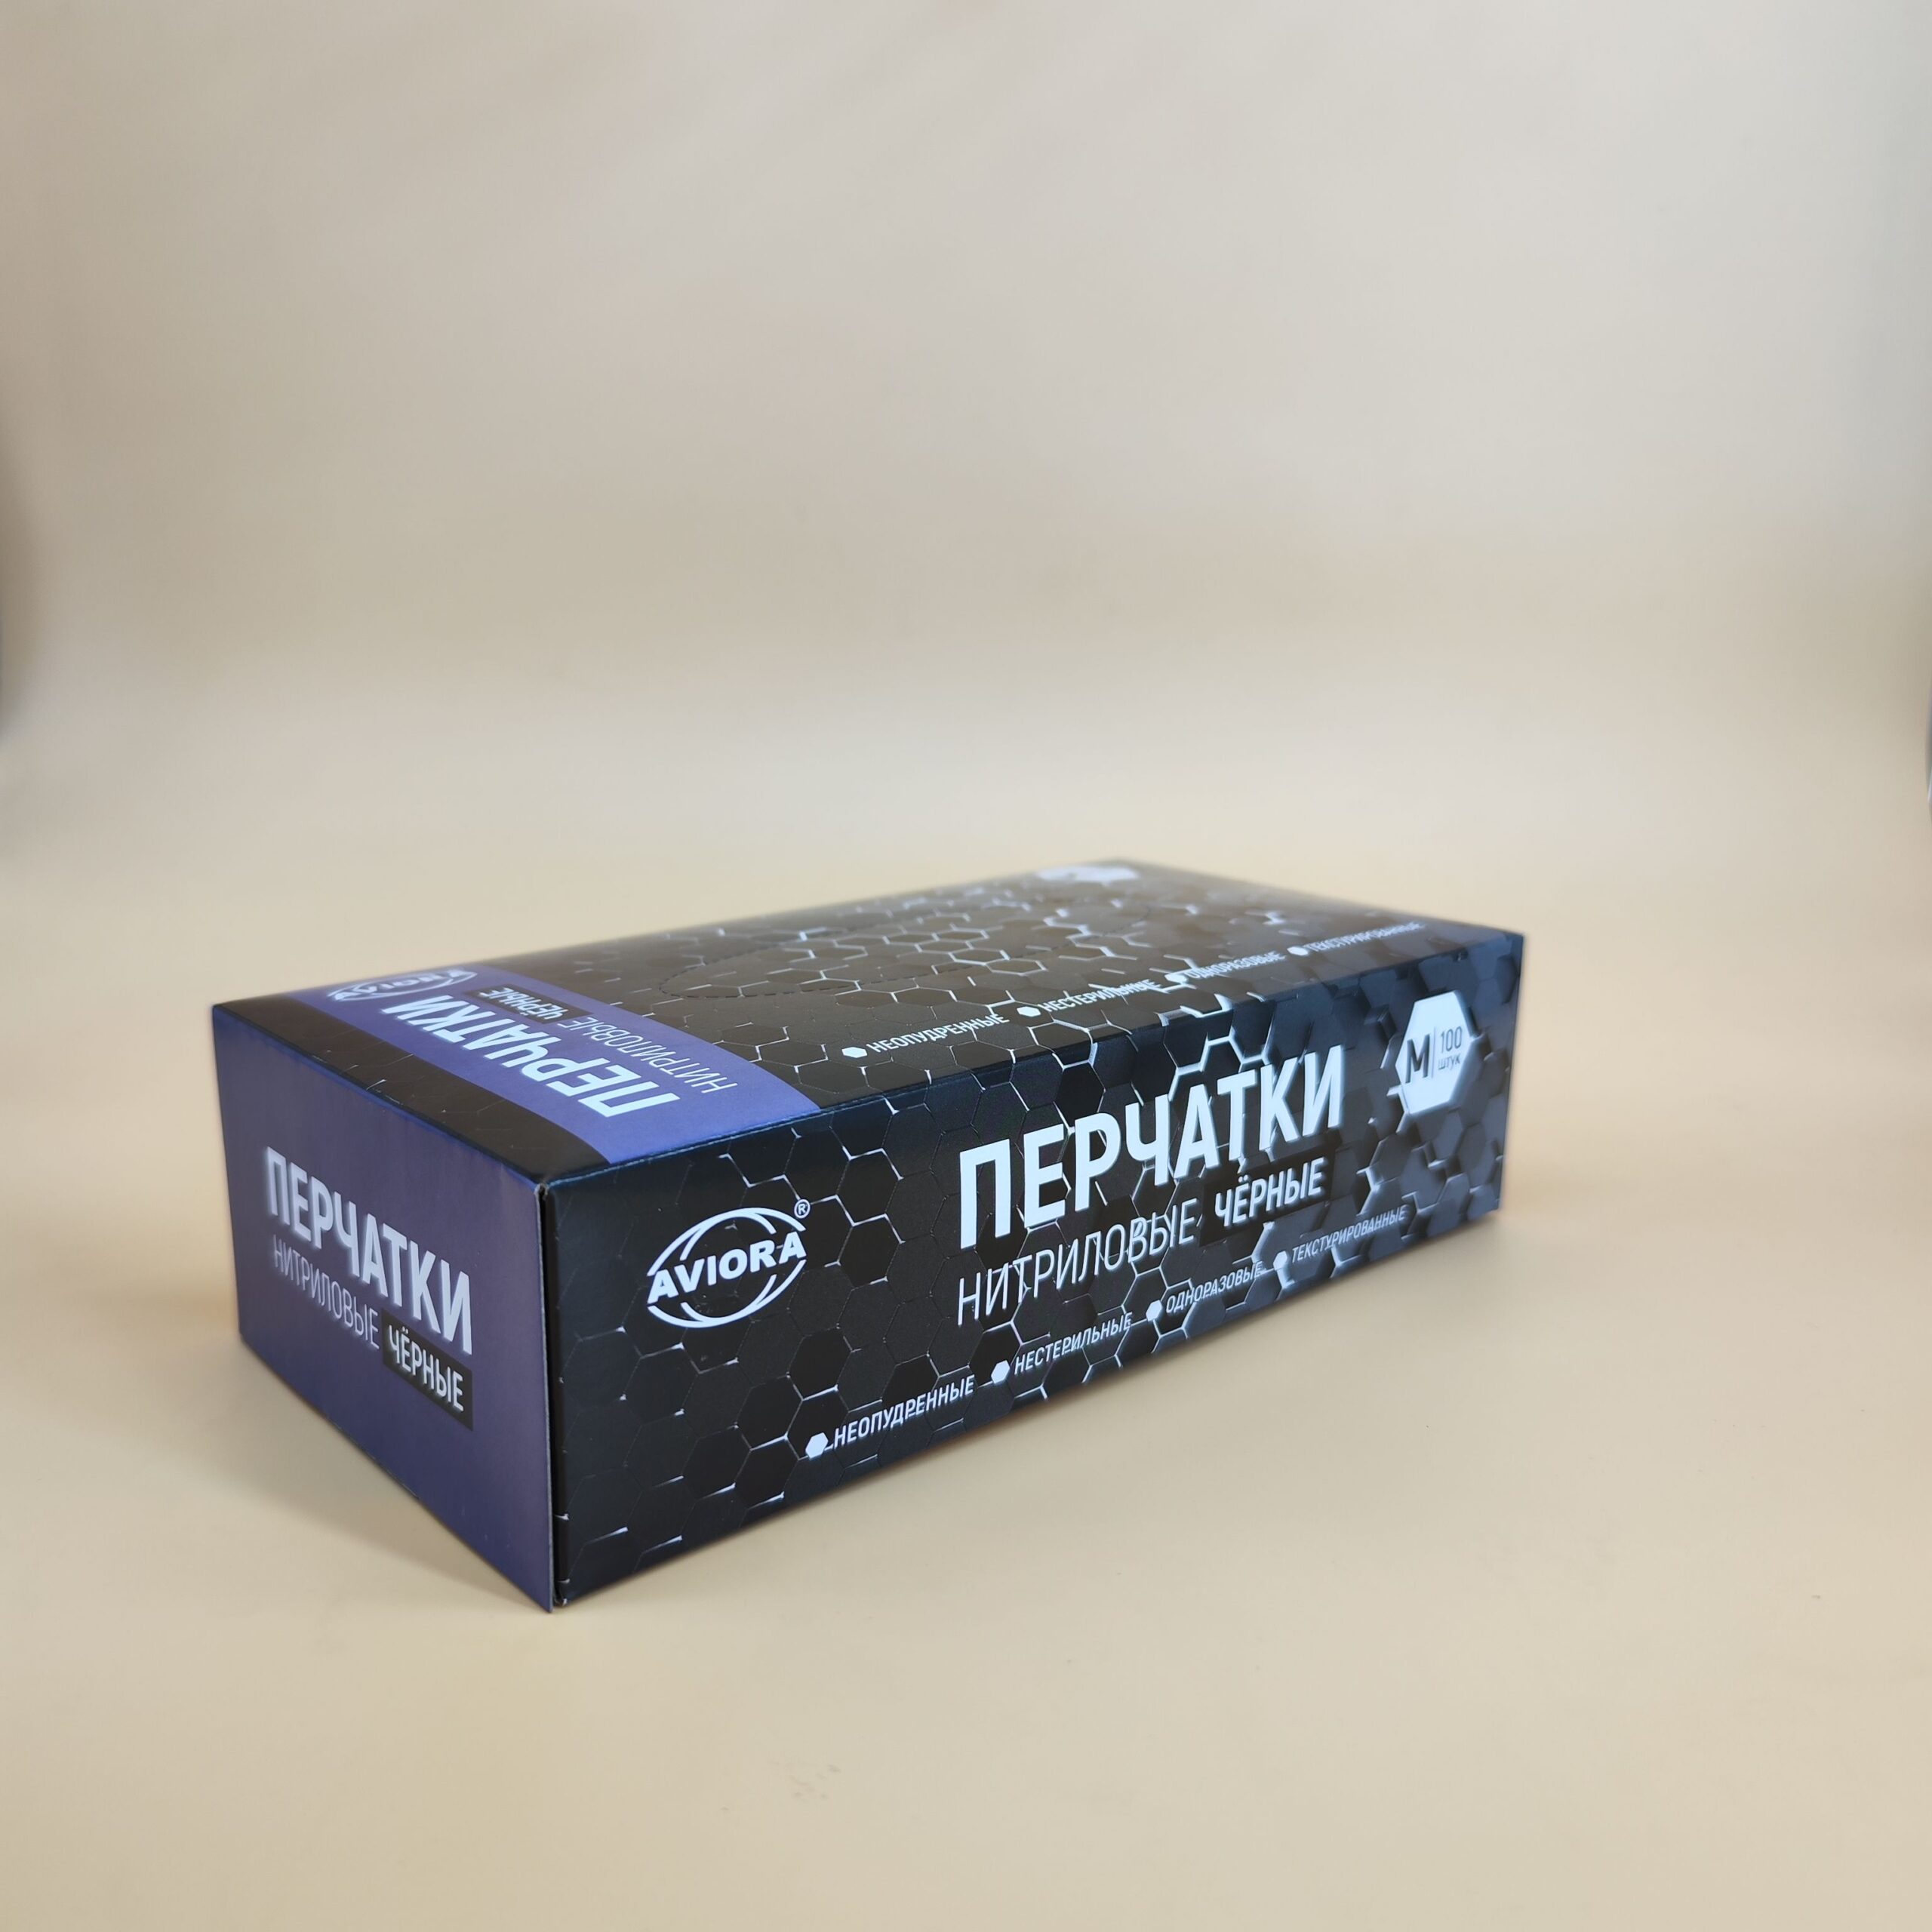 AVIORA
ПЕРЧАТКИ
НИТРИЛОВЫЕ ЧЁРНЫЕ
НЕОПУДРЕННЫЕ НЕСТЕРИЛЬНЫЕ ОДНОРАЗОВЫЕ ТЕКСТУРИРОВАННЫЕ
ПЕРЧАТКИ
НИТРИЛОВЫЕ ЧЁРНЫЕ
AVIORA®
ПЕРЧАТКИ
НИТРИЛОВЫЕ ЧЁРНЫЕ
M 100
ШТУК
НЕОПУДРЕННЫЕ НЕСТЕРИЛЬНЫЕ ОДНОРАЗОВЫЕ ТЕКСТУРИРОВАННЫЕ